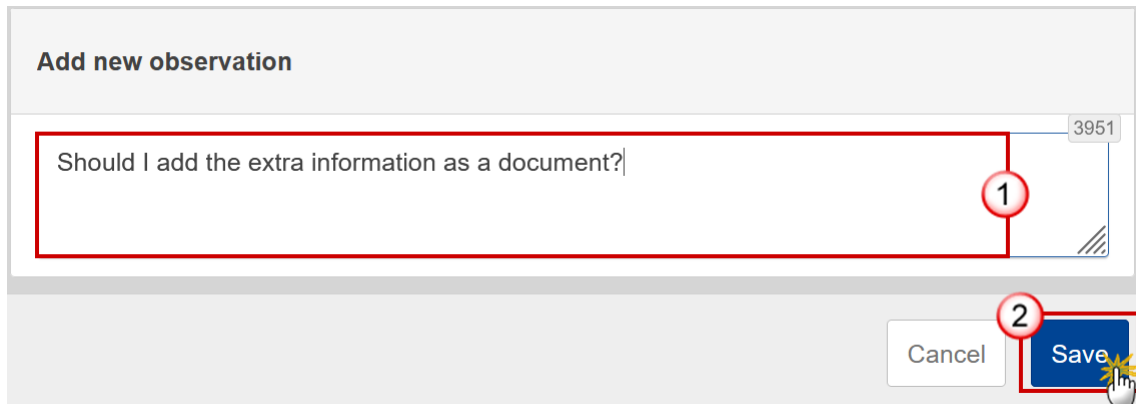 Add new observation
3951
Should I add the extra information as a document?
1
2
Cancel
Save